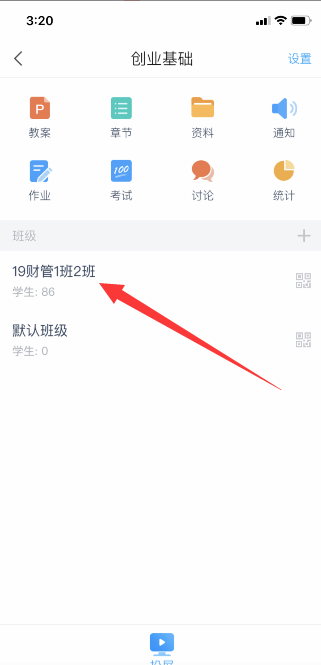 3:20
创业基础
设置
P
教案
章节
资料
通知
100
作业
考试
讨论
统计
班级
19财管1班2班
学生: 86
默认班级
学生: 0
投屏